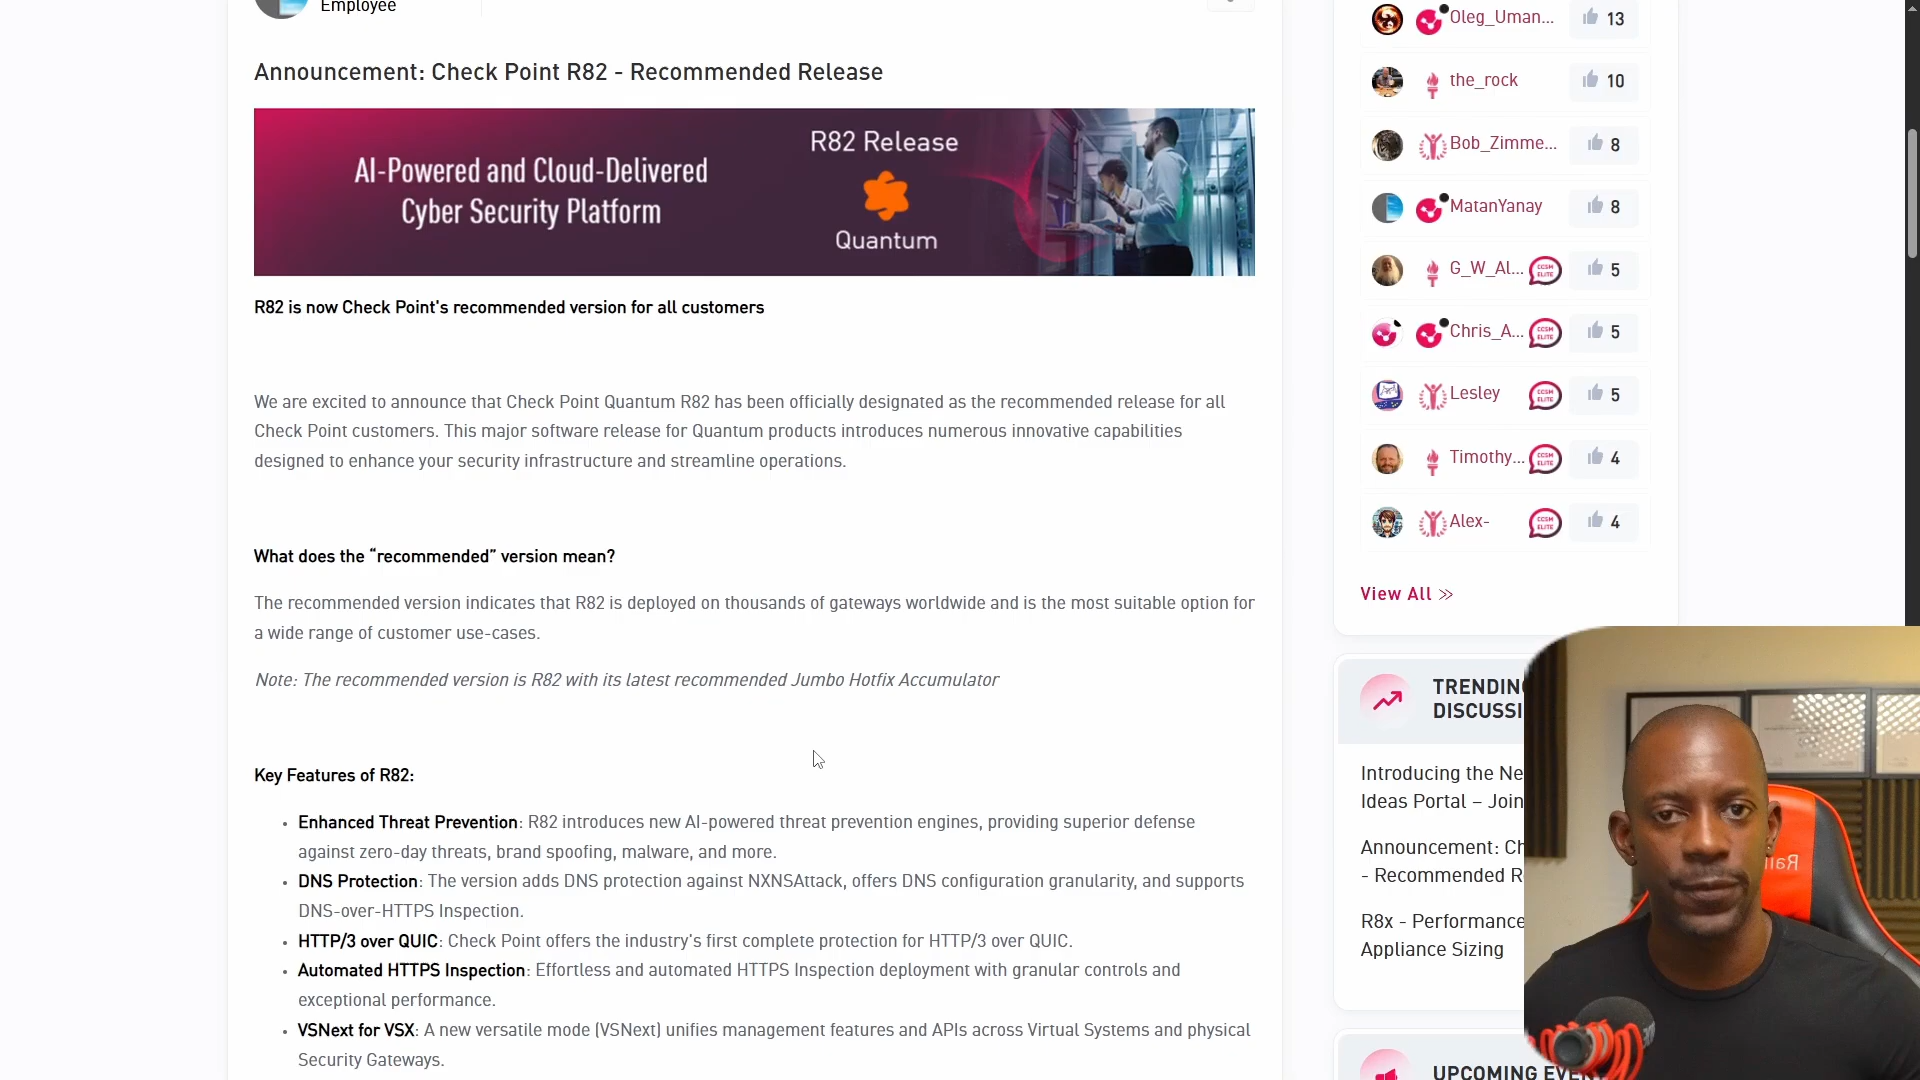 Employee
Announcement: Check Point R82 - Recommended Release
AI-Powered and Cloud-Delivered
Cyber Security Platform
R82 Release
Quantum
R82 is now Check Point's recommended version for all customers
We are excited to announce that Check Point Quantum R82 has been officially designated as the recommended release for all
Check Point customers. This major software release for Quantum products introduces numerous innovative capabilities
designed to enhance your security infrastructure and streamline operations.
What does the “recommended” version mean?
The recommended version indicates that R82 is deployed on thousands of gateways worldwide and is the most suitable option for
a wide range of customer use-cases.
Note: The recommended version is R82 with its latest recommended Jumbo Hotfix Accumulator
Key Features of R82:
• Enhanced Threat Prevention: R82 introduces new AI-powered threat prevention engines, providing superior defense
against zero-day threats, brand spoofing, malware, and more.
• DNS Protection: The version adds DNS protection against NXNSAttack, offers DNS configuration granularity, and supports
DNS-over-HTTPS Inspection.
• HTTP/3 over QUIC: Check Point offers the industry's first complete protection for HTTP/3 over QUIC.
• Automated HTTPS Inspection: Effortless and automated HTTPS Inspection deployment with granular controls and
exceptional performance.
• VSNext for VSX: A new versatile mode (VSNext) unifies management features and APIs across Virtual Systems and physical
Security Gateways.
Oleg_Uman... 13
the_rock 10
Bob_Zimme... 8
MatanYanay 8
G_W_Al... CCSM ELITE 5
Chris_A... CCSM ELITE 5
Lesley CCSM ELITE 5
Timothy... CCSM ELITE 4
Alex- CCSM ELITE 4
View All >>
TRENDING
DISCUSSI
Introducing the Ne
Ideas Portal – Join
Announcement: Ch
- Recommended R
R8x - Performance
Appliance Sizing
UPCOMING EVEN